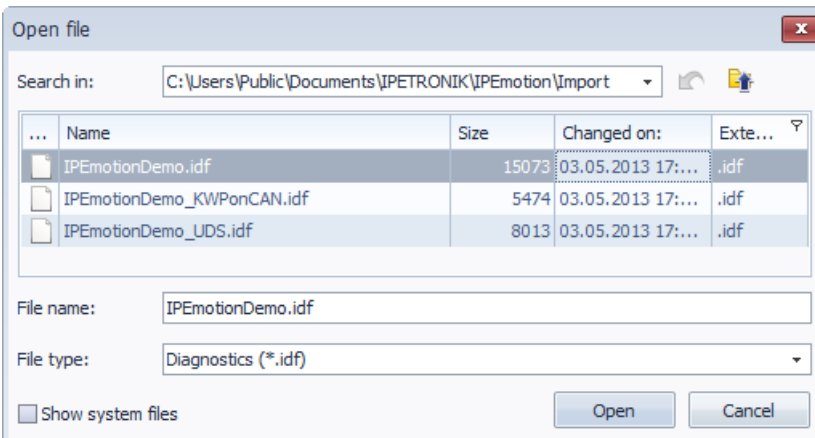 Open file
x
Search in: C:\Users\Public\Documents\IPETRONIK\IPEmotion\Import
... Name Size Changed on: Exte...
IPEmotionDemo.idf 15073 03.05.2013 17:... .idf
IPEmotionDemo_KWPonCAN.idf 5474 03.05.2013 17:... .idf
IPEmotionDemo_UDS.idf 8013 03.05.2013 17:... .idf
File name: IPEmotionDemo.idf
File type: Diagnostics (*.idf)
Show system files Open Cancel